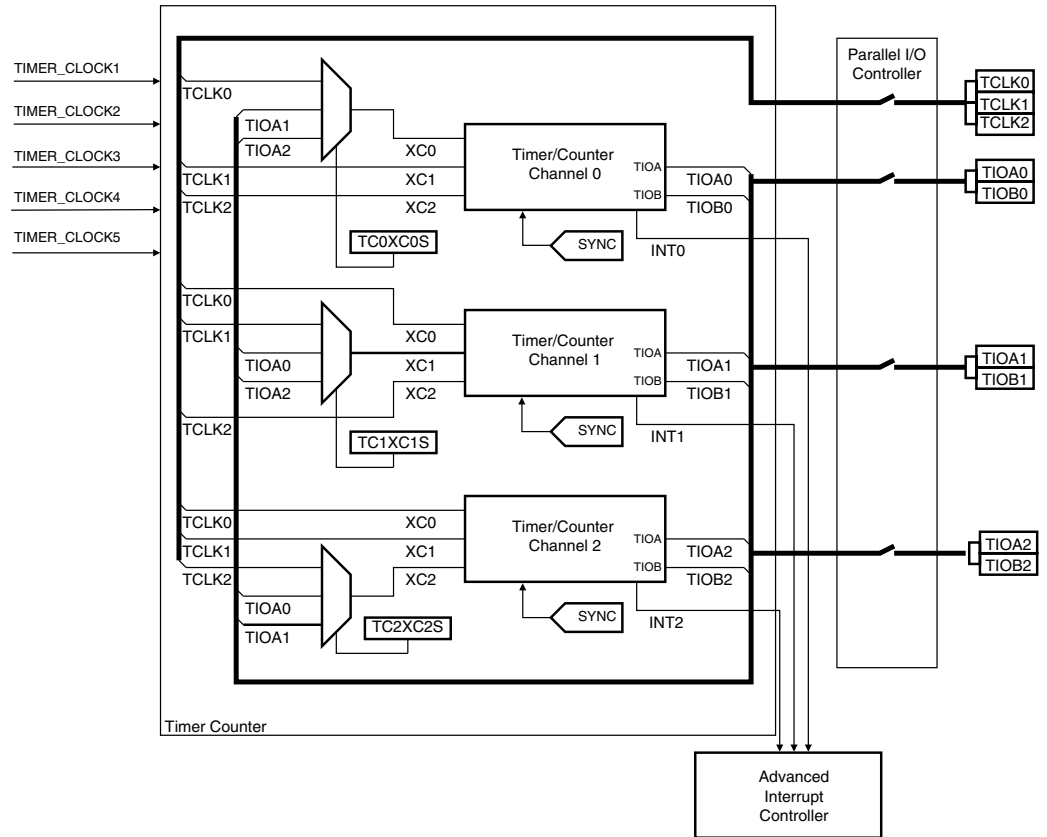 TIMER_CLOCK1
TIMER_CLOCK2
TIMER_CLOCK3
TIMER_CLOCK4
TIMER_CLOCK5
TCLK0
TIOA1
TIOA2
TCLK1
TCLK2
XC0
XC1
XC2
TC0XC0S
Timer/Counter
Channel 0
TIOA
TIOB
TIOA0
TIOB0
SYNC
INT0
TCLK0
TCLK1
TIOA0
TIOA2
TCLK2
XC0
XC1
XC2
TC1XC1S
Timer/Counter
Channel 1
TIOA
TIOB
TIOA1
TIOB1
SYNC
INT1
TCLK0
TCLK1
TCLK2
TIOA0
TIOA1
XC0
XC1
XC2
TC2XC2S
Timer/Counter
Channel 2
TIOA
TIOB
TIOA2
TIOB2
SYNC
INT2
Timer Counter
Parallel I/O
Controller
TCLK0
TCLK1
TCLK2
TIOA0
TIOB0
TIOA1
TIOB1
TIOA2
TIOB2
Advanced
Interrupt
Controller